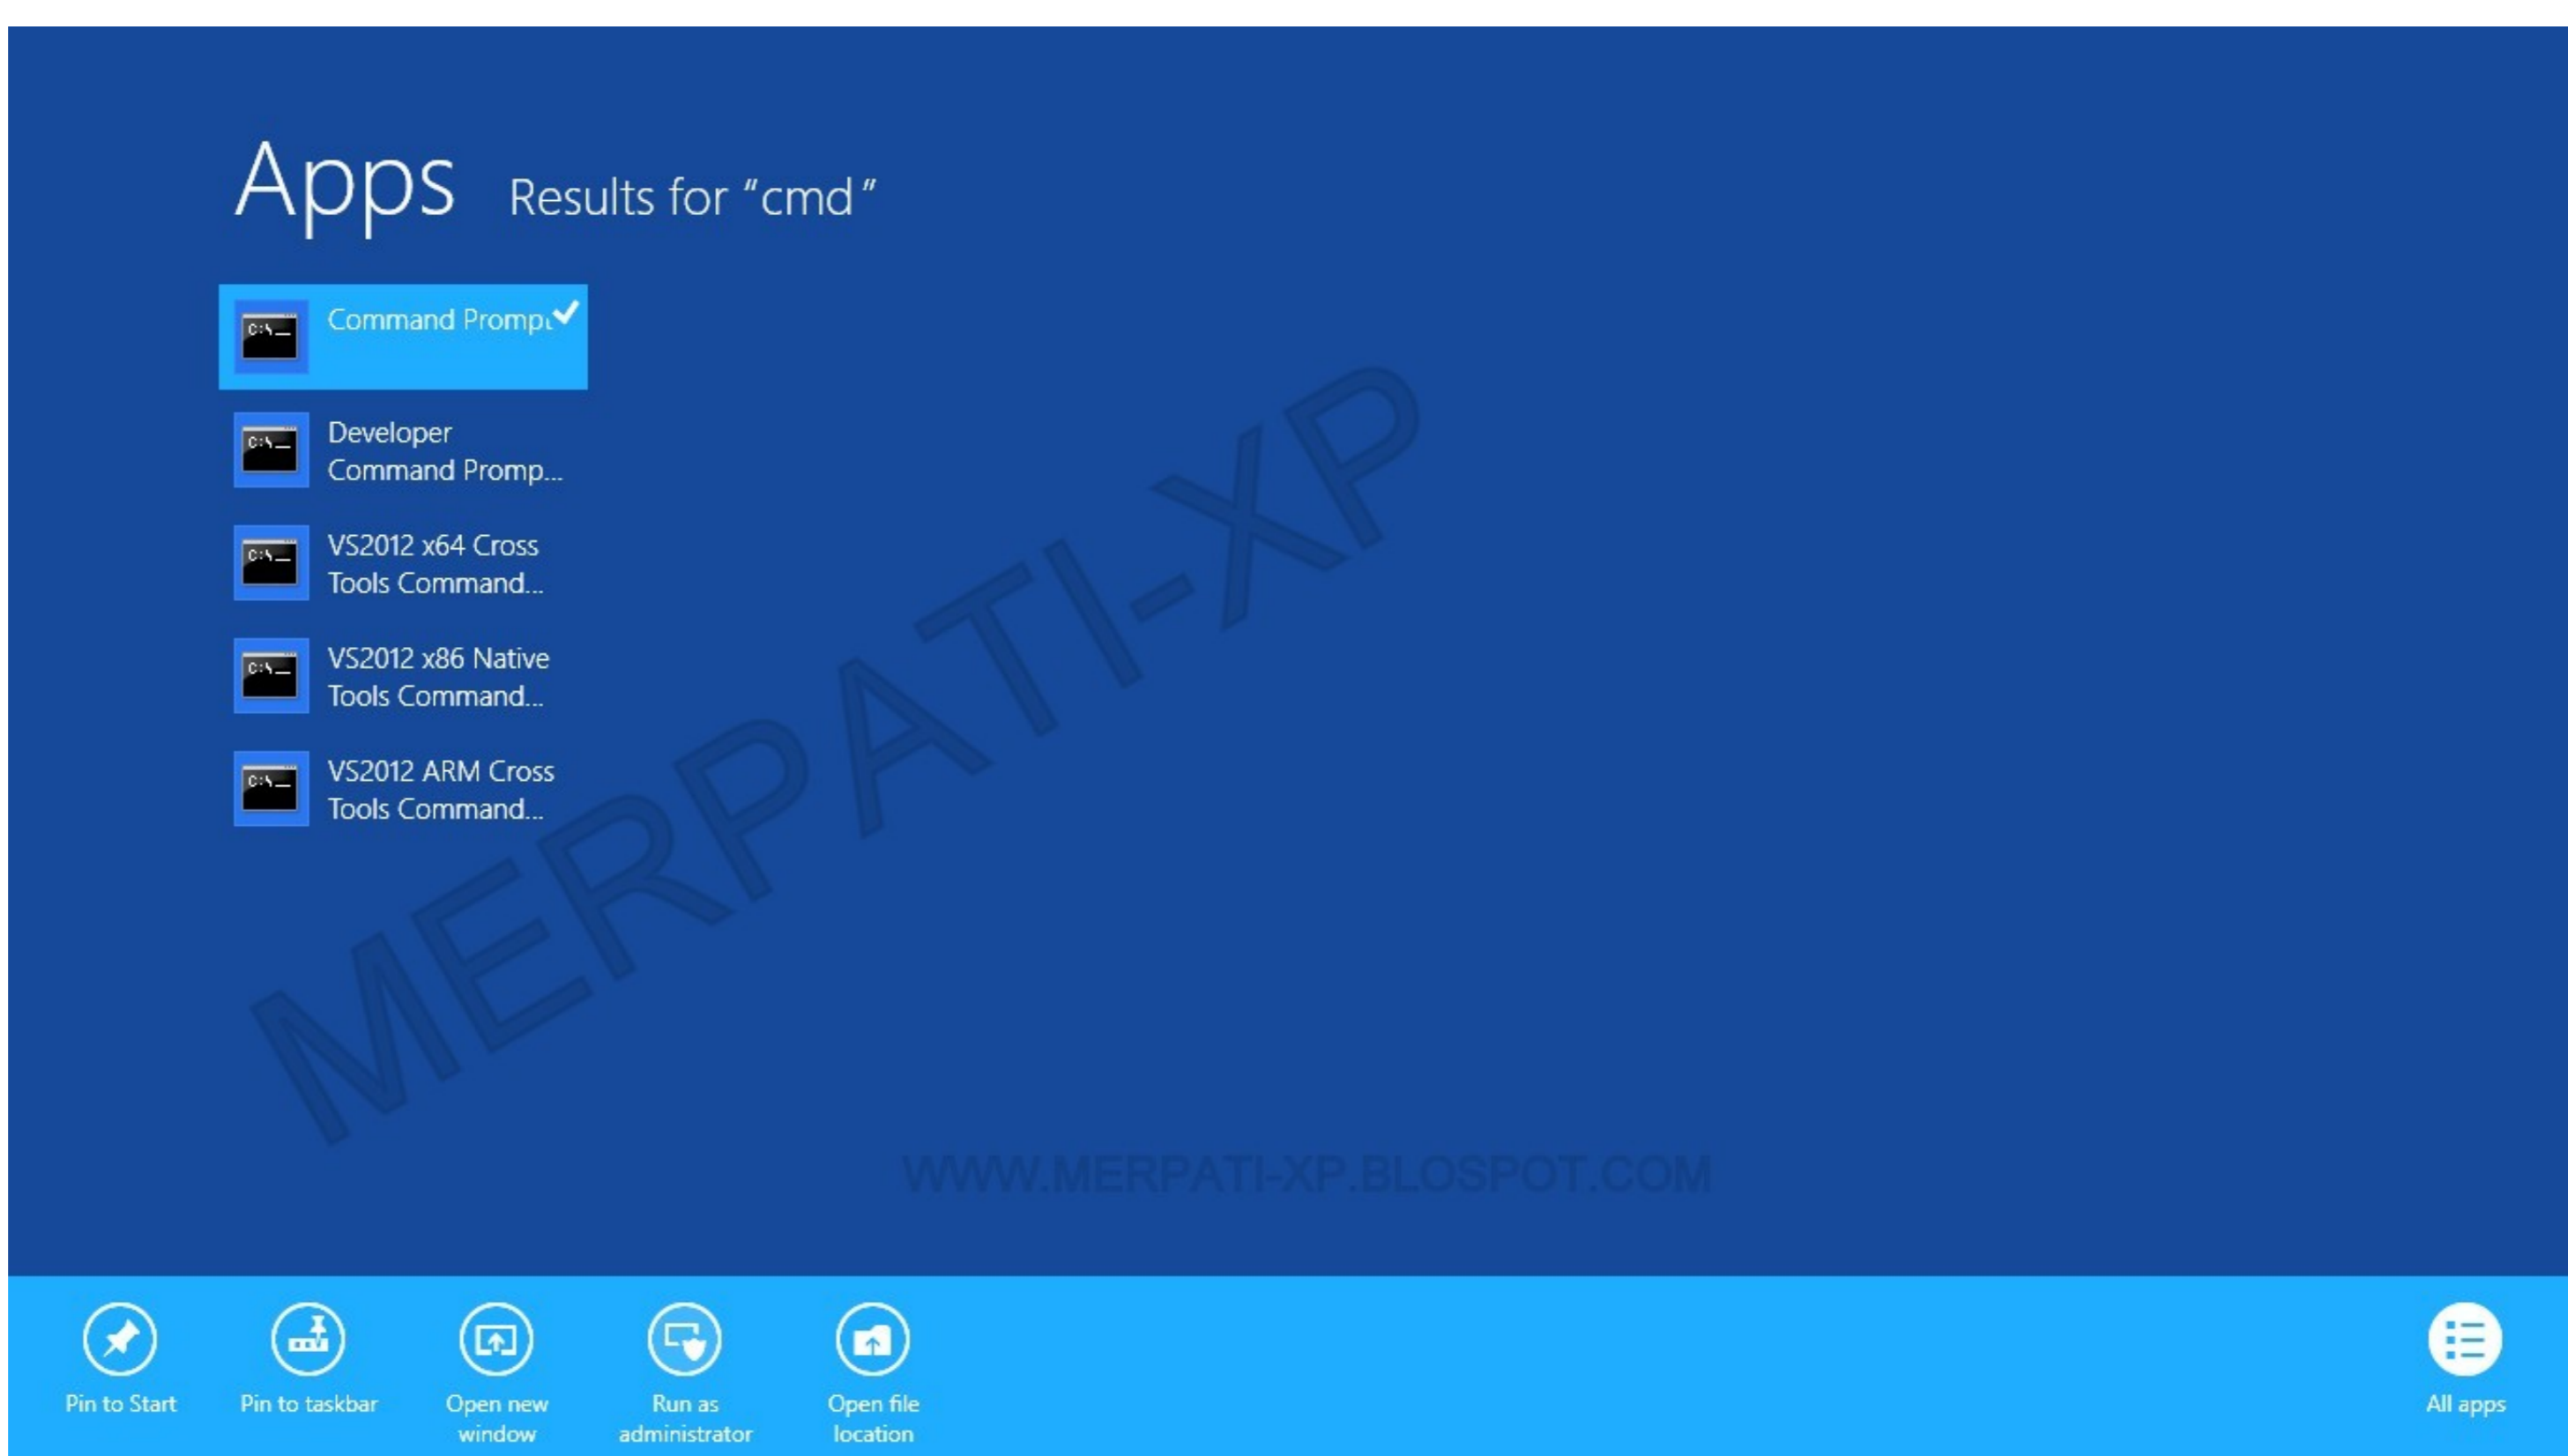 Apps Results for “cmd”
Command Prompt
Developer
Command Promp...
VS2012 x64 Cross
Tools Command...
VS2012 x86 Native
Tools Command...
VS2012 ARM Cross
Tools Command...
MERPATI-XP
WWW.MERPATI-XP.BLOSPOT.COM
Pin to Start
Pin to taskbar
Open new
window
Run as
administrator
Open file
location
All apps